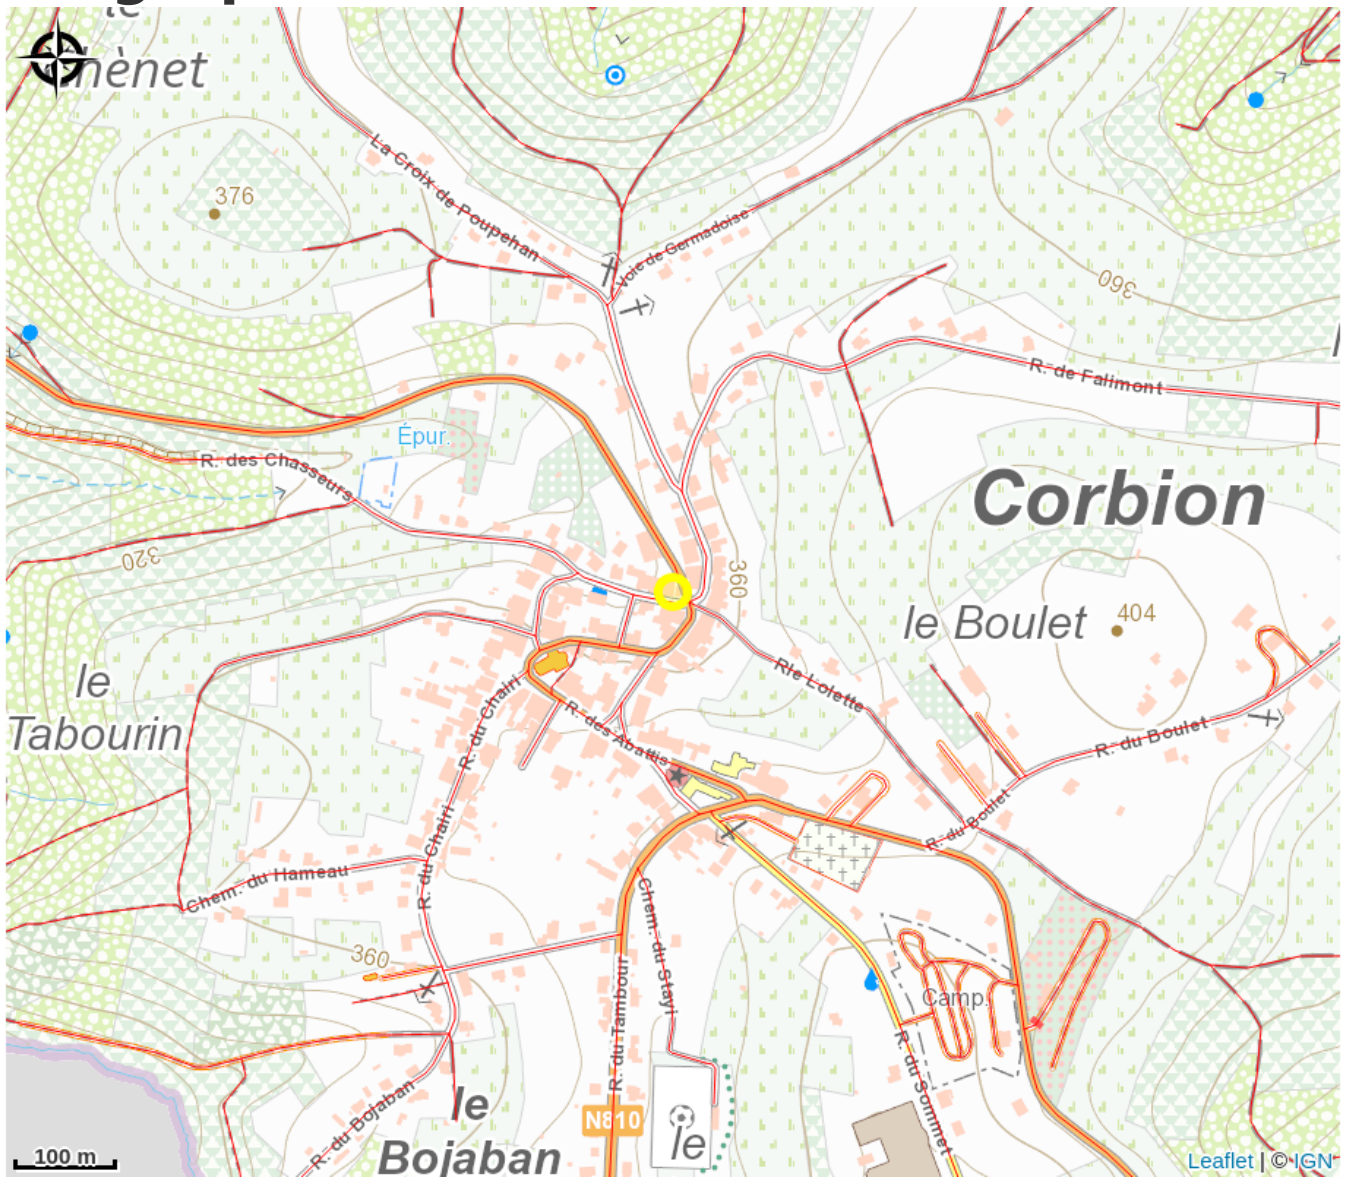 hènet
376
La Croix de Poupehan
Voie de Germadoise
360
R. de Falimont
Épur.
R. des Chasseurs
Corbion
320
360
404
le Boulet
le
Tabourin
Rle Lolette
R. du Chairi
R. des Abattis
R. du Boulet
R. du Boulet
R. du Chairi
Chem. du Hameau
Chem. du Stayi
360
Camp.
R. du Tambour
R. du Sommet
R. du Bojaban
le
Bojaban
N810
le
100 m
Leaflet | © IGN